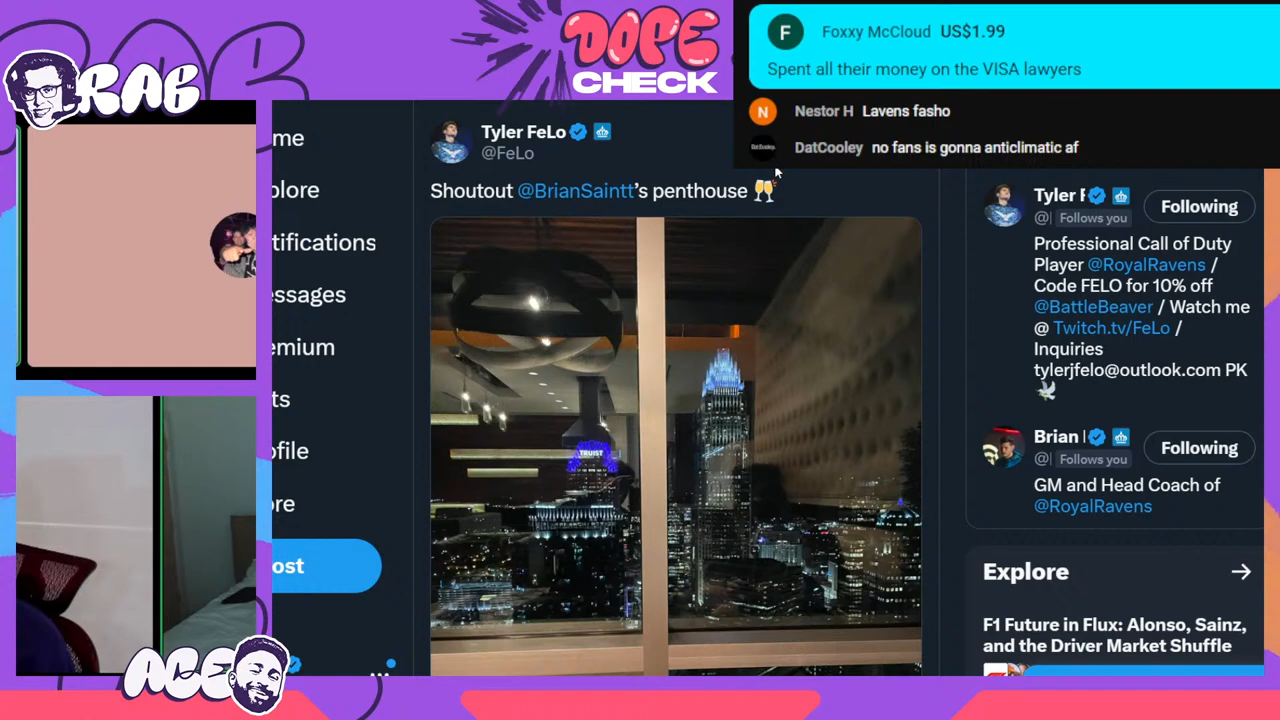 RAB
DOPE
CHECK
F
Foxxy McCloud US$1.99
Spent all their money on the VISA lawyers
N
Nestor H Lavens fasho
DatCooley no fans is gonna anticlimatic af
me
plore
tifications
essages
emium
ts
ofile
ore
ost
Tyler FeLo
@FeLo
Shoutout @BrianSaintt's penthouse 🥂
TRUIST
Tyler F
@
Follows you
Following
Professional Call of Duty
Player @RoyalRavens /
Code FELO for 10% off
@BattleBeaver / Watch me
@ Twitch.tv/FeLo /
Inquiries
tylerjfelo@outlook.com PK
🕊
Brian
@
Follows you
Following
GM and Head Coach of
@RoyalRavens
Explore
F1 Future in Flux: Alonso, Sainz,
and the Driver Market Shuffle
ACE